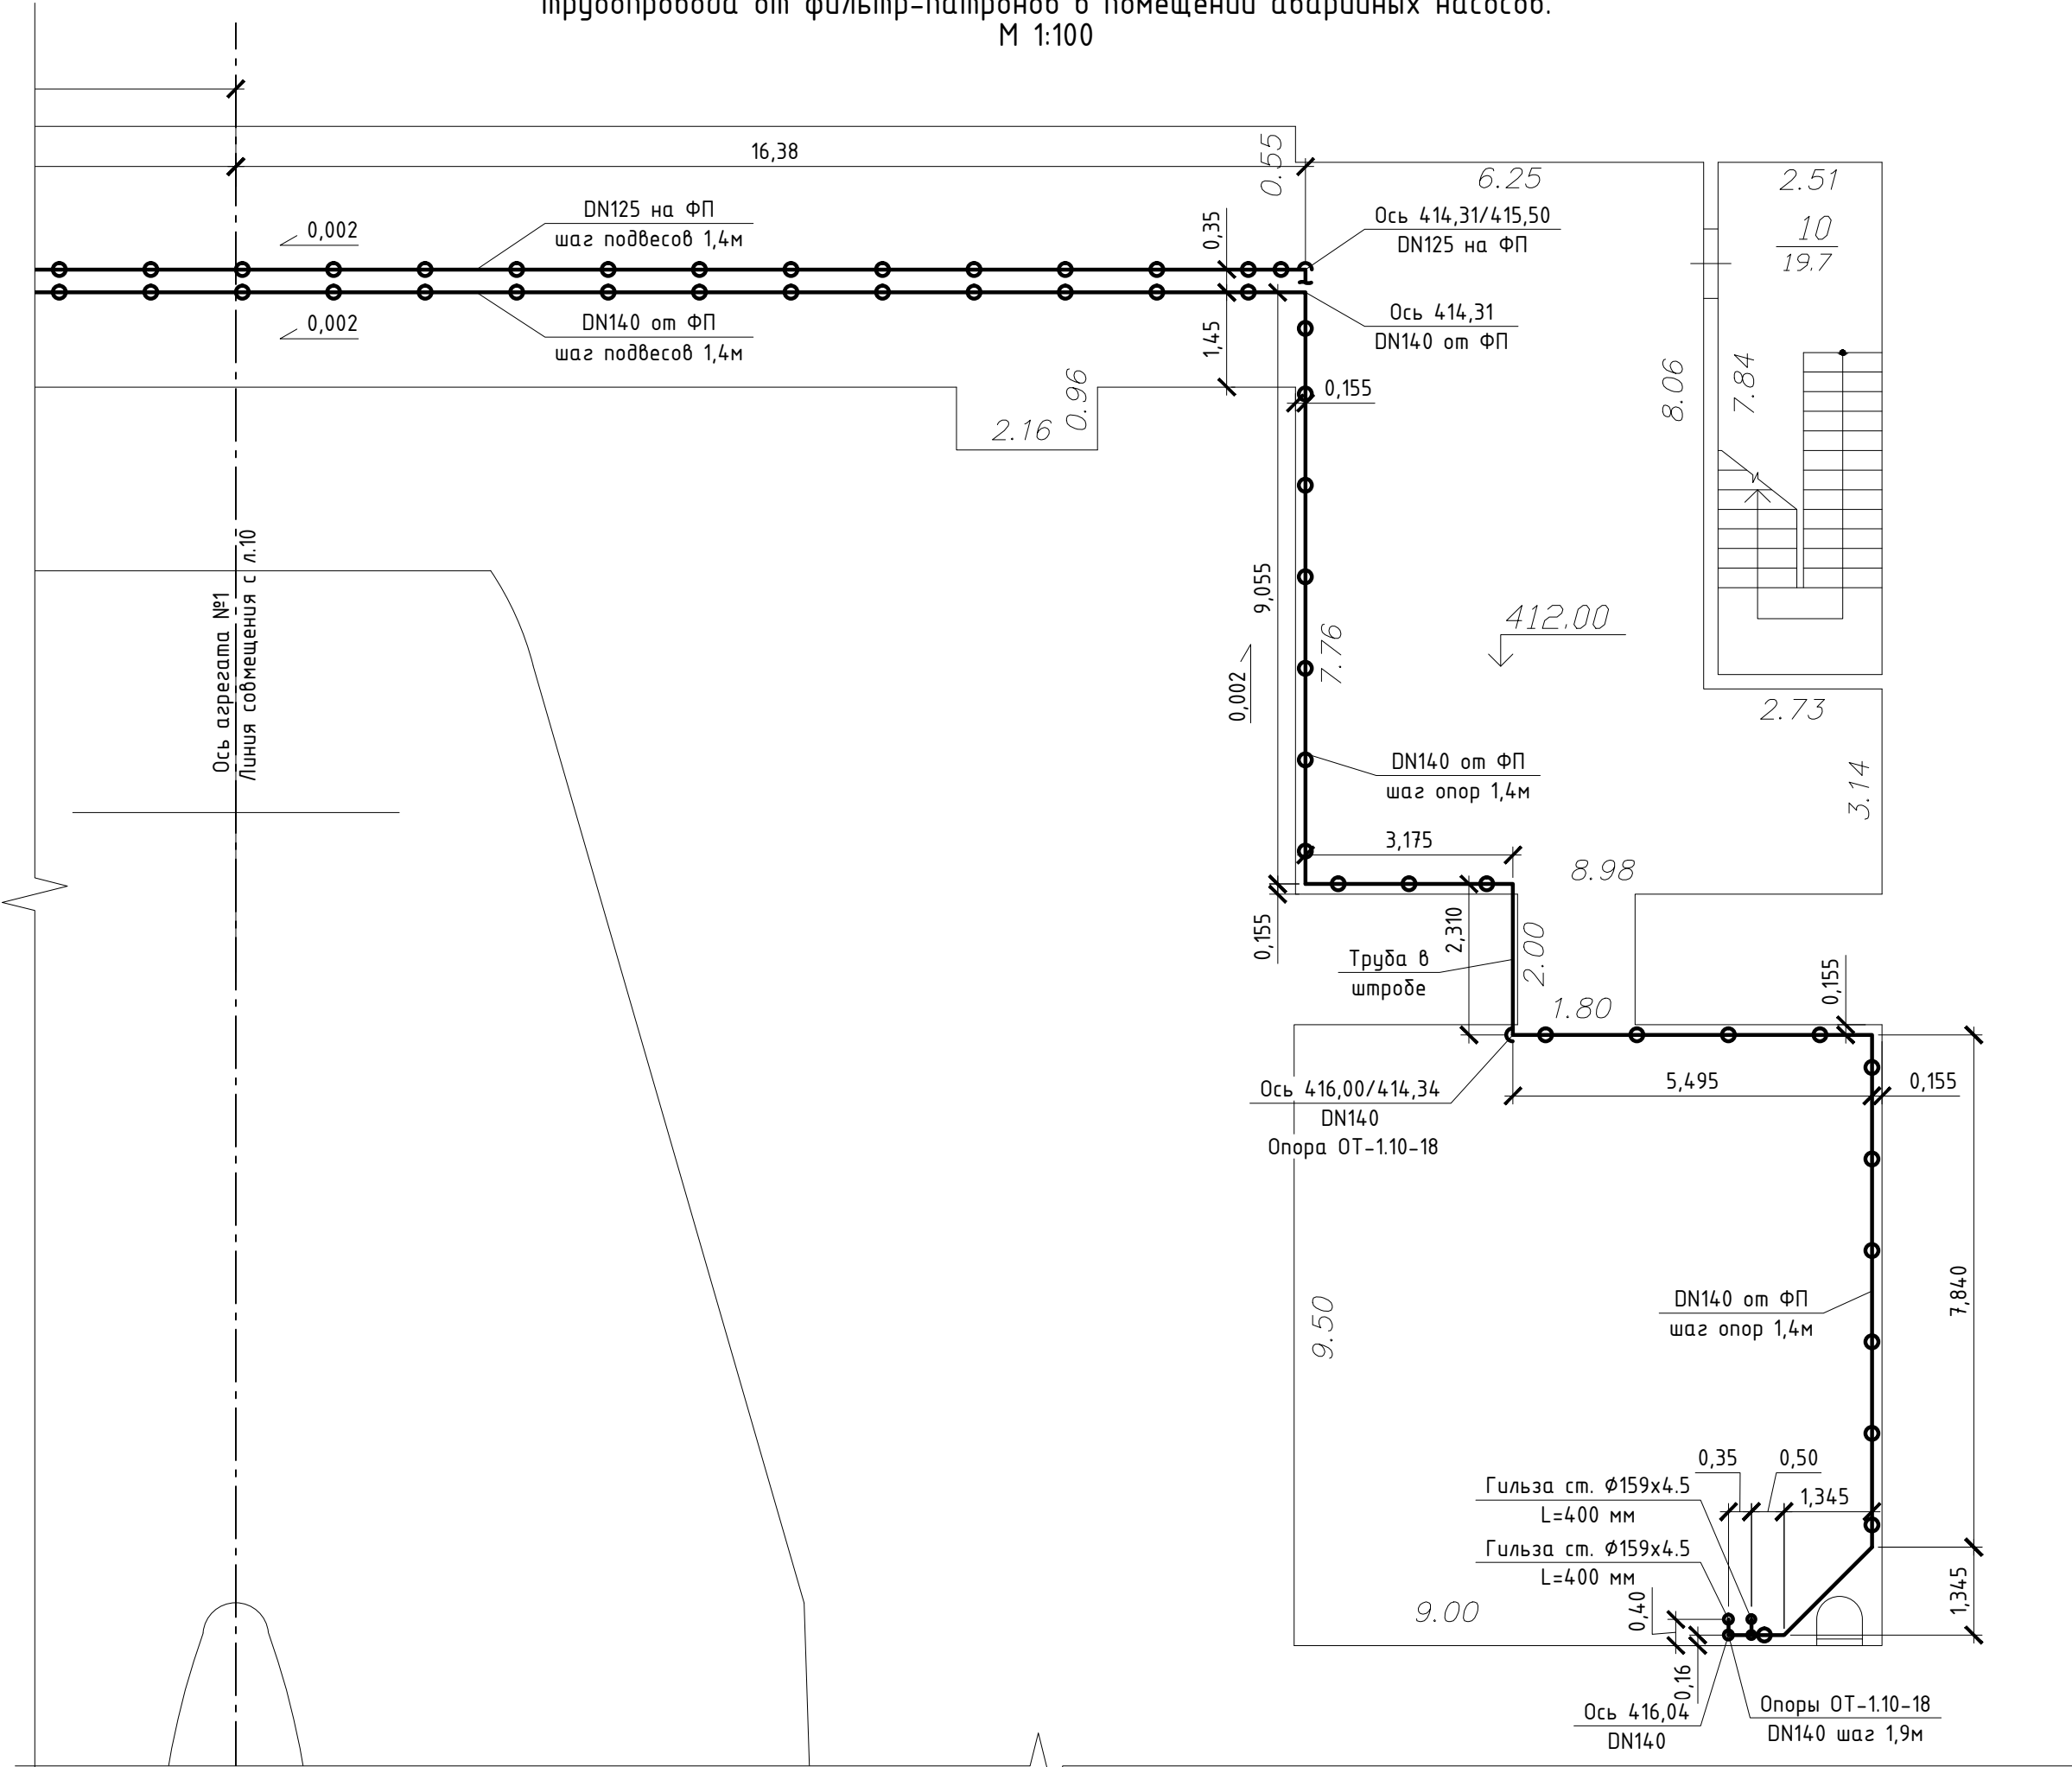 трубопровода от фильтр-патронов в помещении аварийных насосов.
М 1:100
16,38
0.55
6.25
2.51
10
19.7
DN125 на ФП
шаг подвесов 1,4м
0,002
0,35
Ось 414,31/415,50
DN125 на ФП
0,002
DN140 от ФП
шаг подвесов 1,4м
1,45
Ось 414,31
DN140 от ФП
0,155
2.16
0.96
8.06
7.84
Ось агрегата №1
Линия совмещения с л.10
9,055
7.76
0,002
412.00
2.73
3.14
DN140 от ФП
шаг опор 1,4м
3,175
8.98
0,155
2,310
2.00
Труба в
штробе
1.80
0,155
Ось 416,00/414,34
DN140
Опора ОТ-1.10-18
5,495
0,155
9.50
7,840
DN140 от ФП
шаг опор 1,4м
0,35
0,50
1,345
Гильза ст. Ф159х4.5
L=400 мм
Гильза ст. Ф159х4.5
L=400 мм
9.00
0,40
0,16
1,345
Ось 416,04
DN140
Опоры ОТ-1.10-18
DN140 шаг 1,9м